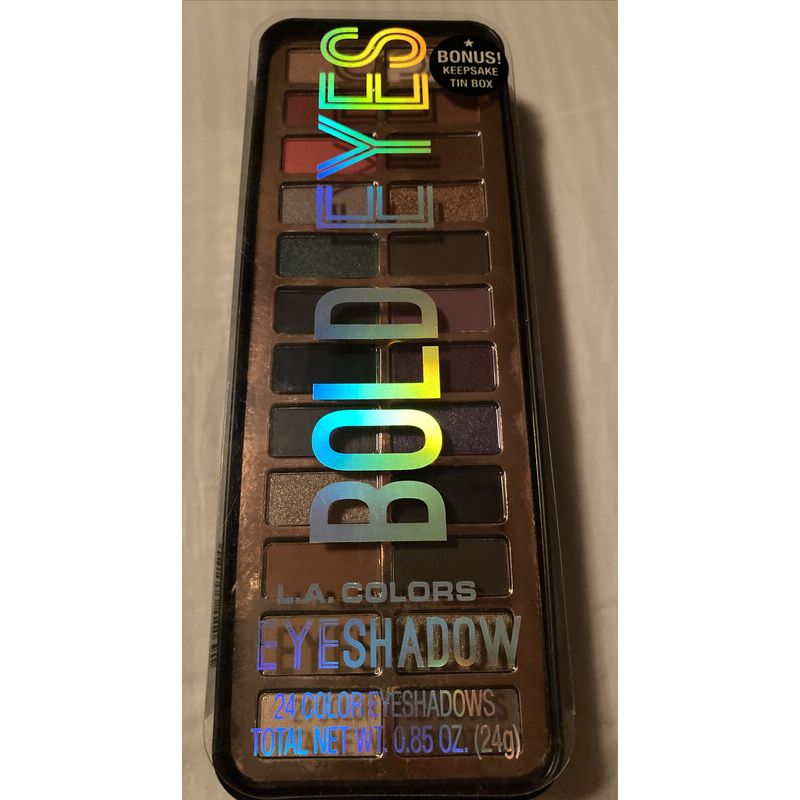 ★
BONUS!
KEEPSAKE
TIN BOX
BOLD EYES
L.A. COLORS
EYESHADOW
24 COLOR EYESHADOWS
TOTAL NET WT. 0.85 OZ. (24g)